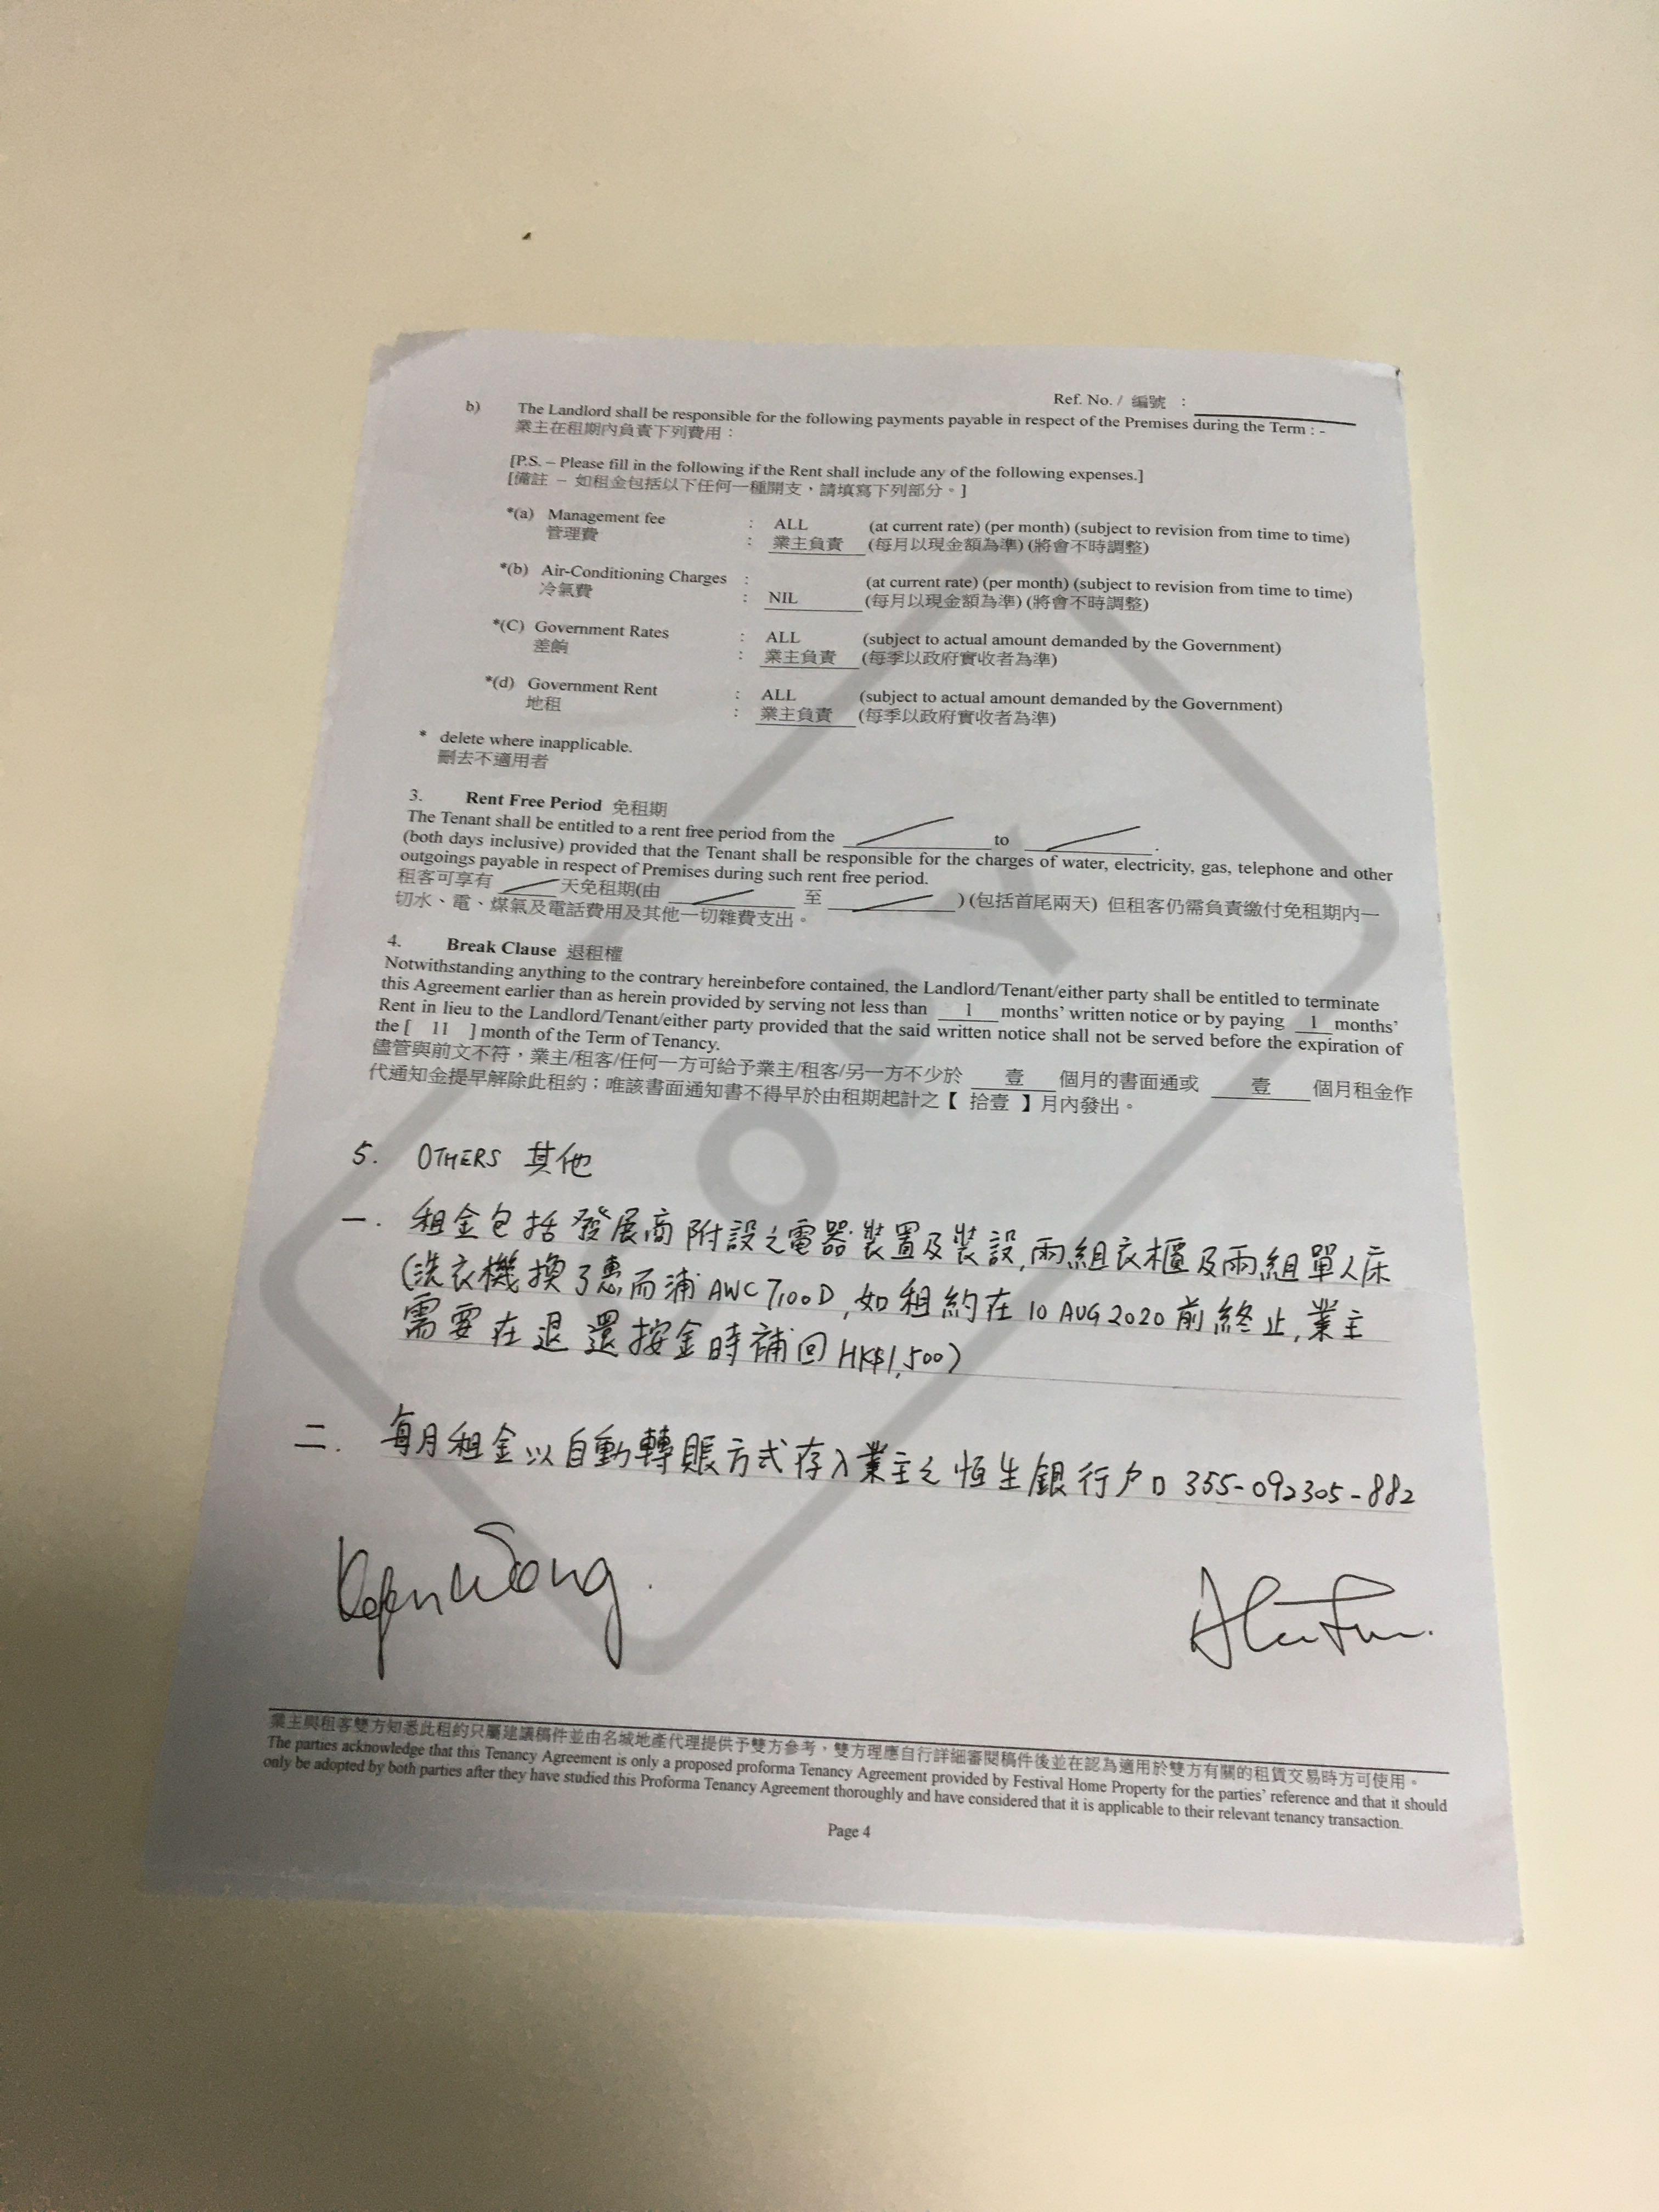 Ref. No. / 編號 :
b) The Landlord shall be responsible for the following payments payable in respect of the Premises during the Term : -
業主在租期內負責下列費用：
[P.S. – Please fill in the following if the Rent shall include any of the following expenses.]
[備註 – 如租金包括以下任何一種開支，請填寫下列部分。]
*(a) Management fee : ALL (at current rate) (per month) (subject to revision from time to time)
管理費 : 業主負責 (每月以現金額為準) (將會不時調整)
*(b) Air-Conditioning Charges : (at current rate) (per month) (subject to revision from time to time)
冷氣費 : NIL (每月以現金額為準) (將會不時調整)
*(C) Government Rates : ALL (subject to actual amount demanded by the Government)
差餉 : 業主負責 (每季以政府實收者為準)
*(d) Government Rent : ALL (subject to actual amount demanded by the Government)
地租 : 業主負責 (每季以政府實收者為準)
* delete where inapplicable.
刪去不適用者
3. Rent Free Period 免租期
The Tenant shall be entitled to a rent free period from the to .
(both days inclusive) provided that the Tenant shall be responsible for the charges of water, electricity, gas, telephone and other
outgoings payable in respect of Premises during such rent free period.
租客可享有 天免租期(由 至 ) (包括首尾兩天) 但租客仍需負責繳付免租期內一
切水、電、煤氣及電話費用及其他一切雜費支出。
4. Break Clause 退租權
Notwithstanding anything to the contrary hereinbefore contained, the Landlord/Tenant/either party shall be entitled to terminate
this Agreement earlier than as herein provided by serving not less than 1 months' written notice or by paying 1 months'
Rent in lieu to the Landlord/Tenant/either party provided that the said written notice shall not be served before the expiration of
the [ 11 ] month of the Term of Tenancy.
儘管與前文不符，業主/租客/任何一方可給予業主/租客/另一方不少於 壹 個月的書面通或 壹 個月租金作
代通知金提早解除此租約；唯該書面通知書不得早於由租期起計之【 拾壹 】月內發出。
5. OTHERS 其他
一. 租金包括發展商附設之電器裝置及裝設,兩組衣櫃及兩組單人床
(洗衣機換了惠而浦 AWC7100D, 如租約在 10 AUG 2020 前終止, 業主
需要在退還按金時補回HK$1,500)
二. 每月租金以自動轉賬方式存入業主之恒生銀行戶口 355-092305-882
Wong
業主與租客雙方知悉此租約只屬建議稿件並由名城地產代理提供予雙方參考，雙方理應自行詳細審閱稿件後並在認為適用於雙方有關的租賃交易時方可使用。
The parties acknowledge that this Tenancy Agreement is only a proposed proforma Tenancy Agreement provided by Festival Home Property for the parties' reference and that it should
only be adopted by both parties after they have studied this Proforma Tenancy Agreement thoroughly and have considered that it is applicable to their relevant tenancy transaction.
Page 4
COPY